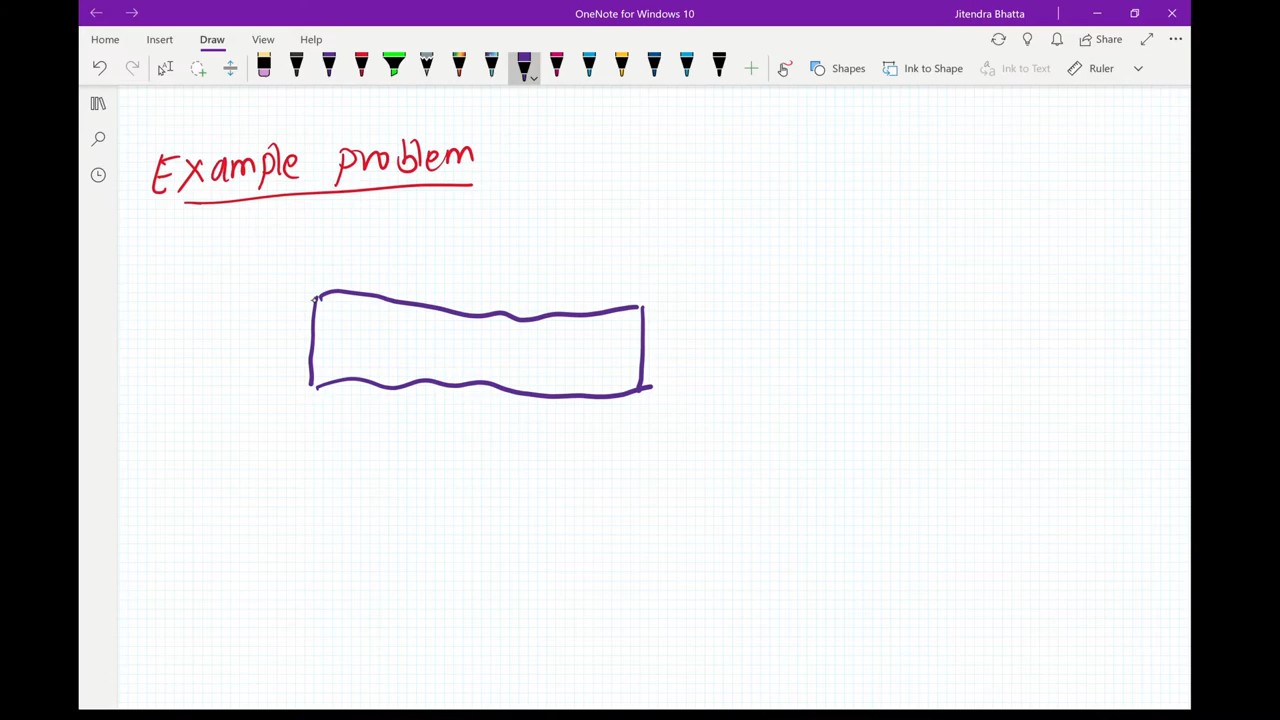 OneNote for Windows 10
Jitendra Bhatta
Home Insert Draw View Help
Share
Shapes Ink to Shape Ink to Text Ruler
Example problem